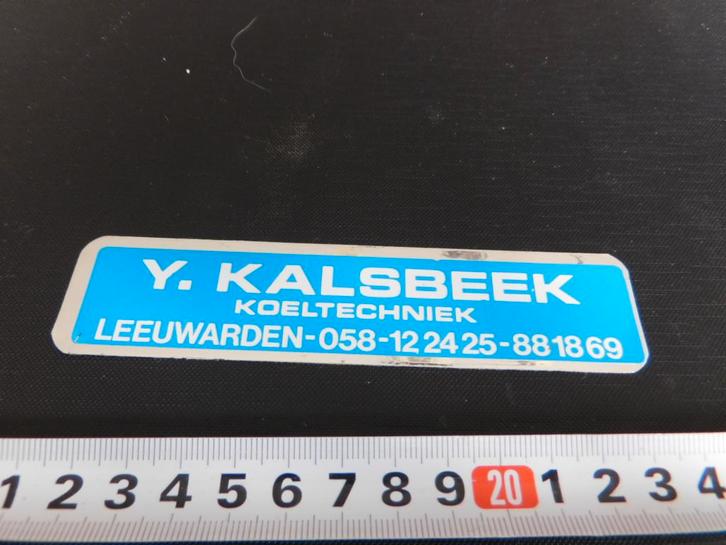 Y. KALSBEEK
KOELTECHNIEK
LEEUWARDEN-058-122425-881869
1 2 3 4 5 6 7 8 9 20 1 2 3 4